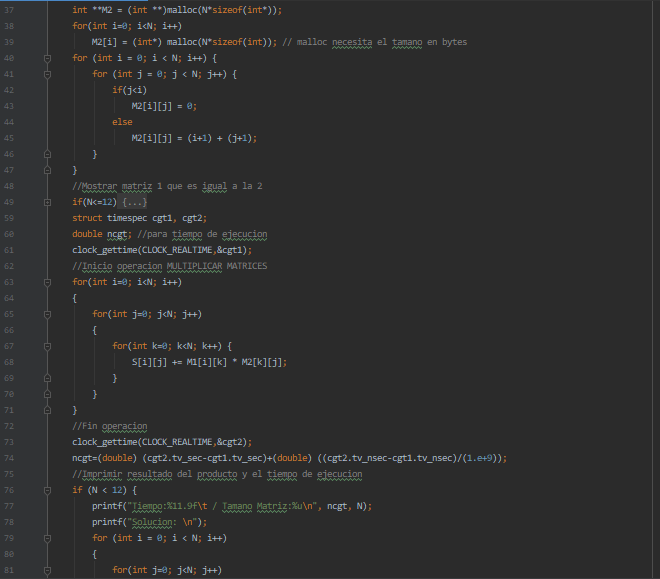 37 int **M2 = (int **)malloc(N*sizeof(int*));
38 for(int i=0; i<N; i++)
39 M2[i] = (int*) malloc(N*sizeof(int)); // malloc necesita el tamano en bytes
40 for (int i = 0; i < N; i++) {
41 for (int j = 0; j < N; j++) {
42 if(j<i)
43 M2[i][j] = 0;
44 else
45 M2[i][j] = (i+1) + (j+1);
46 }
47 }
48 //Mostrar matriz 1 que es igual a la 2
49 if(N<=12) {...}
59 struct timespec cgt1, cgt2;
60 double ncgt; //para tiempo de ejecucion
61 clock_gettime(CLOCK_REALTIME,&cgt1);
62 //Inicio operacion MULTIPLICAR MATRICES
63 for(int i=0; i<N; i++)
64 {
65 for(int j=0; j<N; j++)
66 {
67 for(int k=0; k<N; k++) {
68 S[i][j] += M1[i][k] * M2[k][j];
69 }
70 }
71 }
72 //Fin operacion
73 clock_gettime(CLOCK_REALTIME,&cgt2);
74 ncgt=(double) (cgt2.tv_sec-cgt1.tv_sec)+(double) ((cgt2.tv_nsec-cgt1.tv_nsec)/(1.e+9));
75 //Imprimir resultado del producto y el tiempo de ejecucion
76 if (N < 12) {
77 printf("Tiempo:%11.9f\t / Tamano Matriz:%u\n", ncgt, N);
78 printf("Solucion: \n");
79 for (int i = 0; i < N; i++)
80 {
81 for(int j=0; j<N; j++)